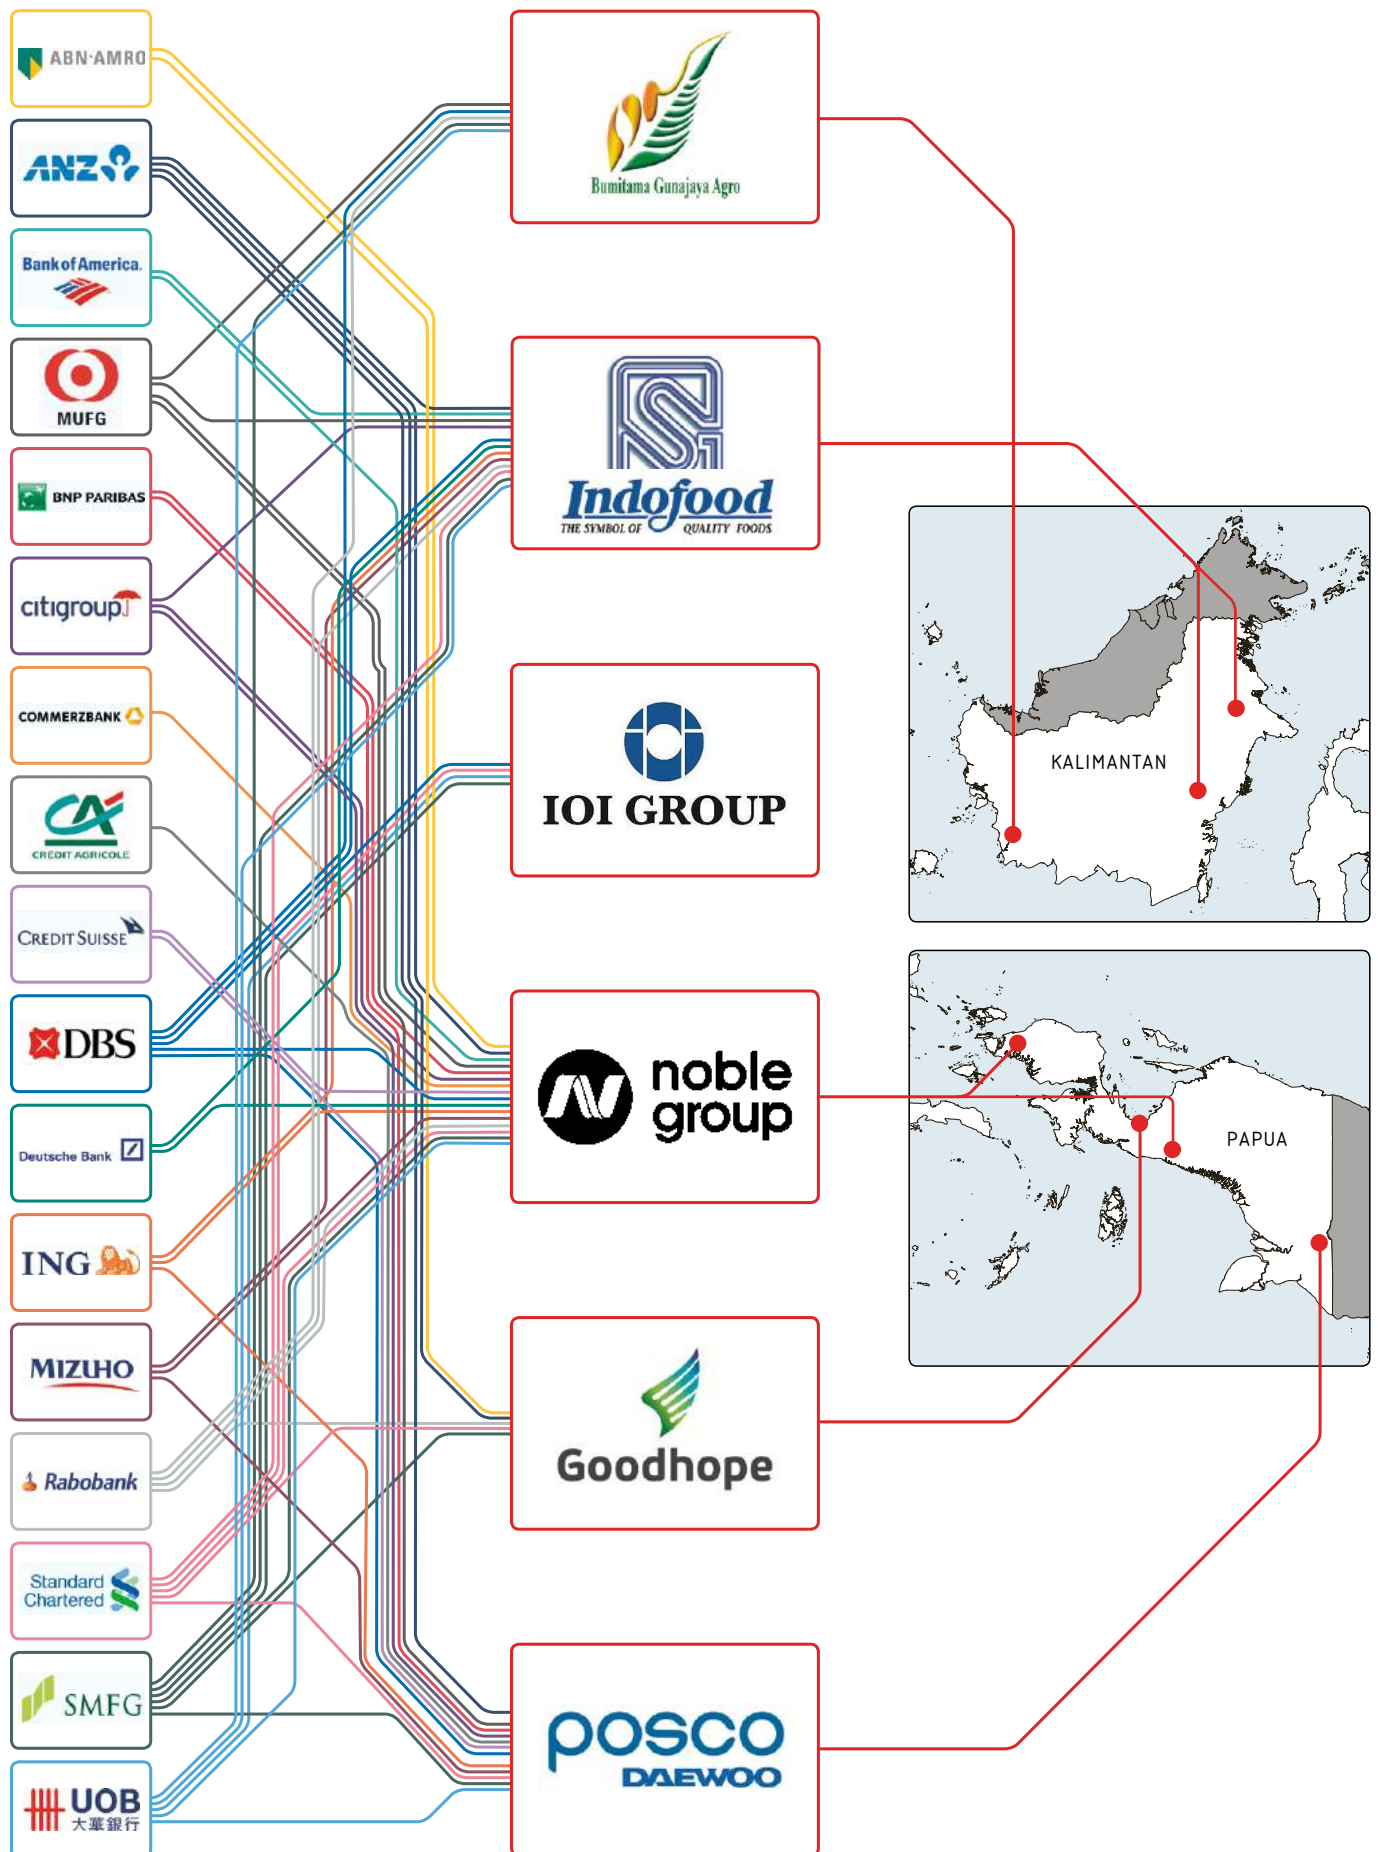 ABN·AMRO
ANZ
Bank of America.
MUFG
BNP PARIBAS
citigroup
COMMERZBANK
CRÉDIT AGRICOLE
CREDIT SUISSE
DBS
Deutsche Bank
ING
MIZUHO
Rabobank
Standard
Chartered
SMFG
UOB
大華銀行
Bumitama Gunajaya Agro
Indofood
THE SYMBOL OF QUALITY FOODS
IOI GROUP
noble
group
Goodhope
posco
DAEWOO
KALIMANTAN
PAPUA